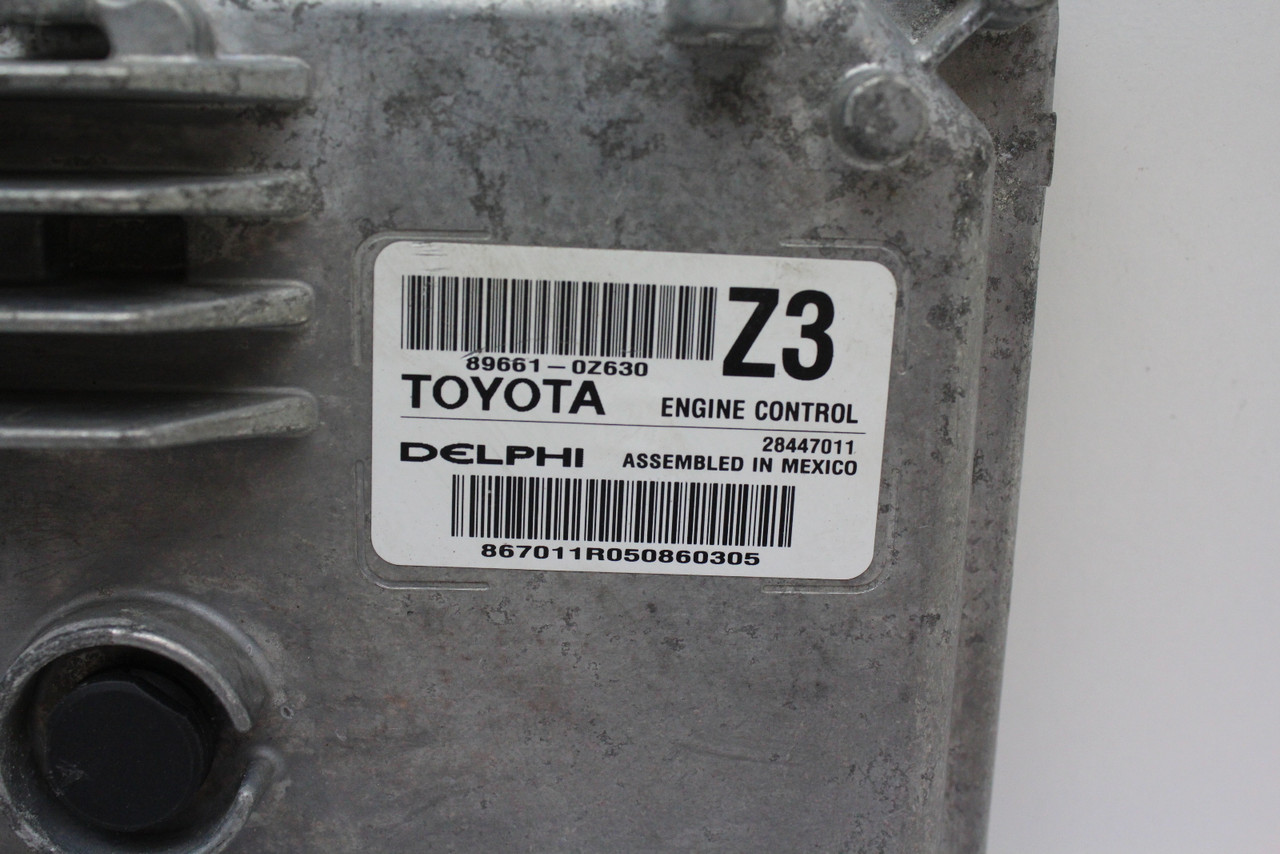 Z3
89661-0Z630
TOYOTA ENGINE CONTROL
28447011
DELPHI ASSEMBLED IN MEXICO
867011R050860305